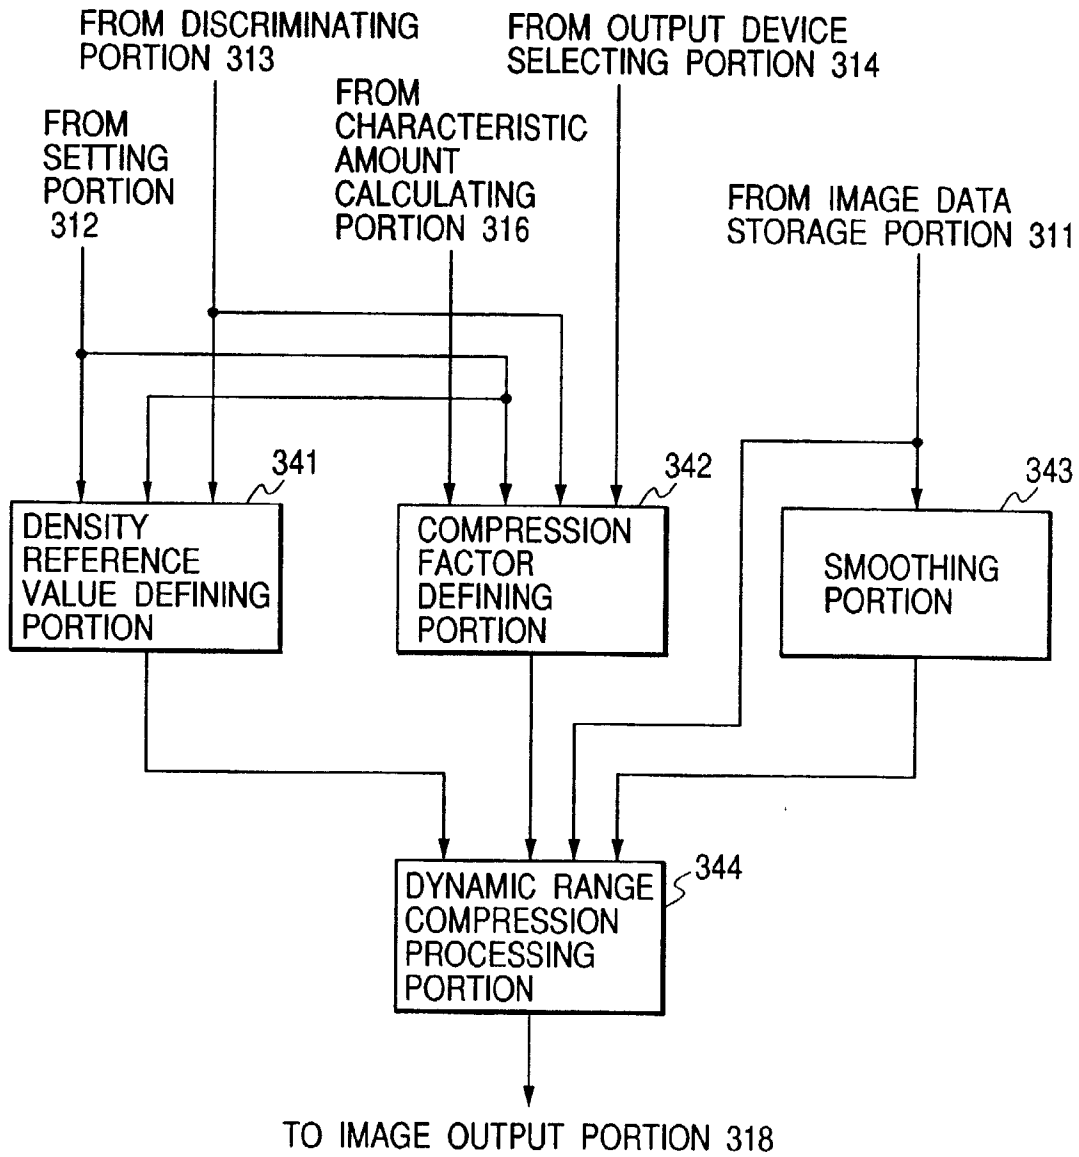 FROM DISCRIMINATING
PORTION 313
FROM OUTPUT DEVICE
SELECTING PORTION 314
FROM
SETTING
PORTION
312
FROM
CHARACTERISTIC
AMOUNT
CALCULATING
PORTION 316
FROM IMAGE DATA
STORAGE PORTION 311
341
DENSITY
REFERENCE
VALUE DEFINING
PORTION
342
COMPRESSION
FACTOR
DEFINING
PORTION
343
SMOOTHING
PORTION
344
DYNAMIC RANGE
COMPRESSION
PROCESSING
PORTION
TO IMAGE OUTPUT PORTION 318